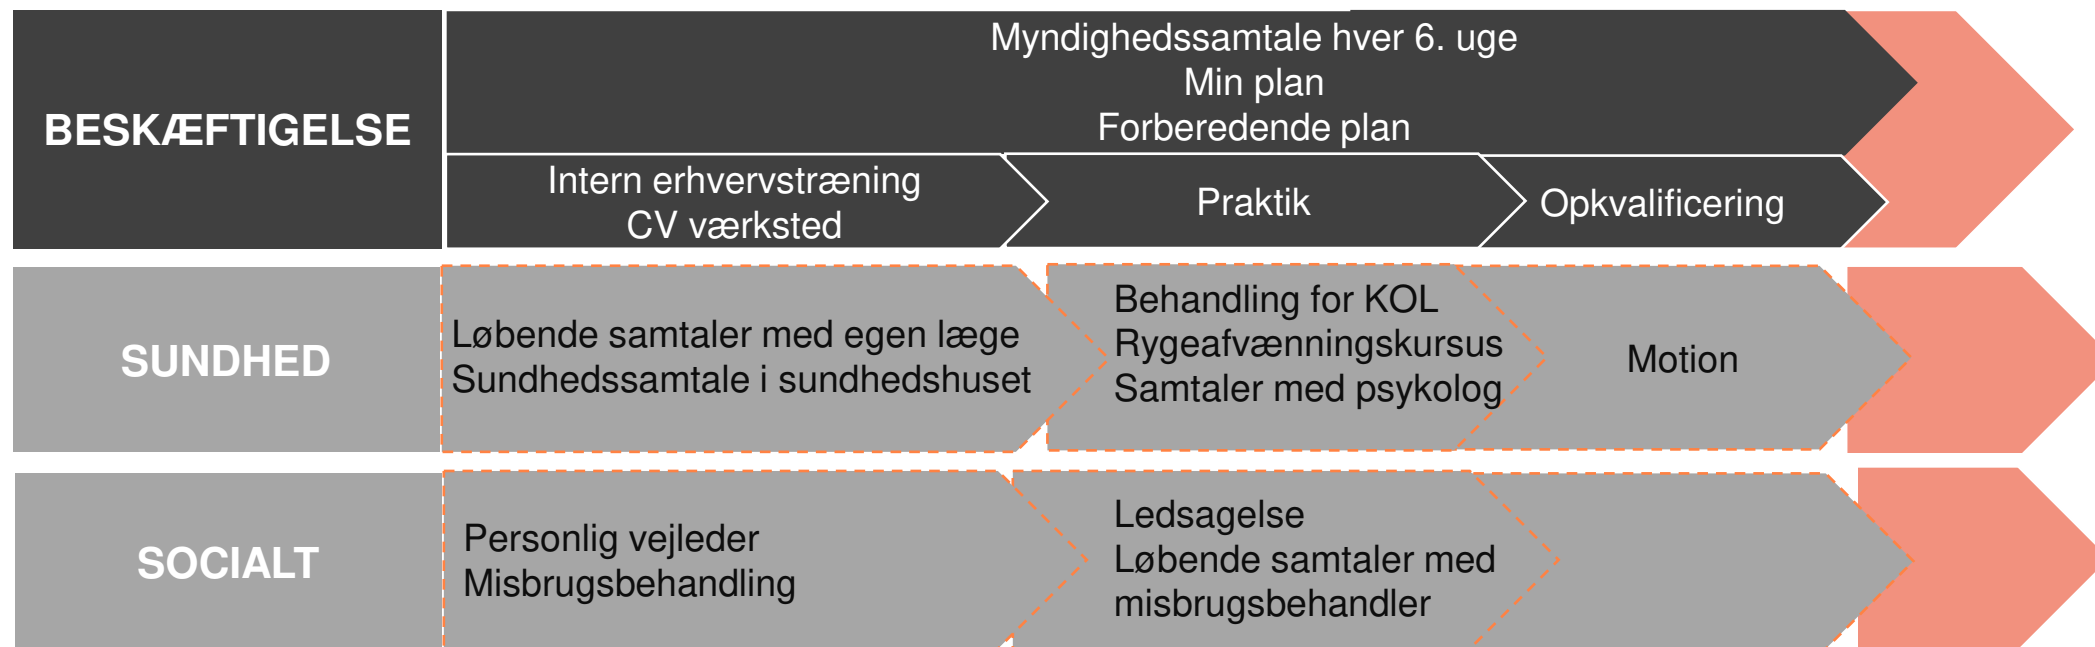 BESKÆFTIGELSE
Myndighedssamtale hver 6. uge
Min plan
Forberedende plan
Intern erhvervstræning
CV værksted
Praktik
Opkvalificering
SUNDHED
Løbende samtaler med egen læge
Sundhedssamtale i sundhedshuset
Behandling for KOL
Rygeafvænningskursus
Samtaler med psykolog
Motion
SOCIALT
Personlig vejleder
Misbrugsbehandling
Ledsagelse
Løbende samtaler med
misbrugsbehandler